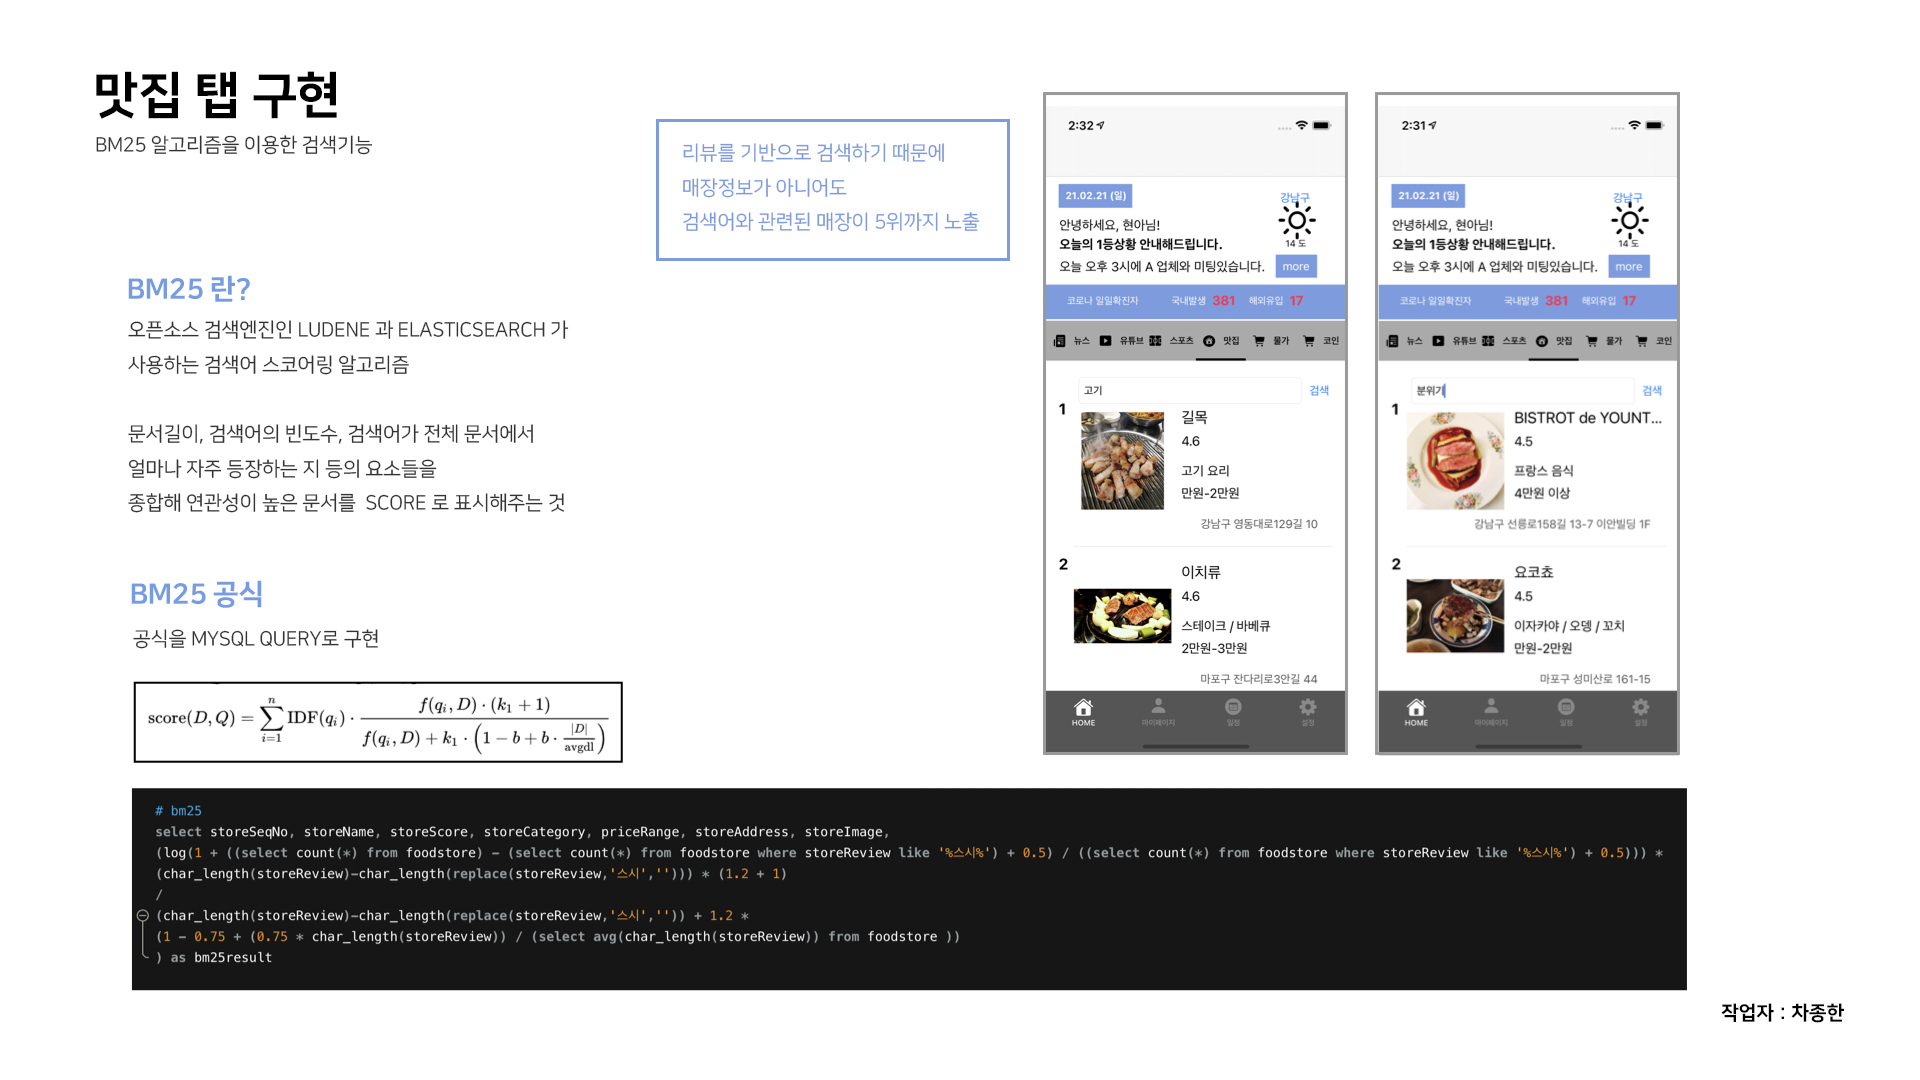 맛집 탭 구현
BM25 알고리즘을 이용한 검색기능
리뷰를 기반으로 검색하기 때문에
매장정보가 아니어도
검색어와 관련된 매장이 5위까지 노출
BM25 란?
오픈소스 검색엔진인 LUDENE 과 ELASTICSEARCH 가
사용하는 검색어 스코어링 알고리즘
문서길이, 검색어의 빈도수, 검색어가 전체 문서에서
얼마나 자주 등장하는 지 등의 요소들을
종합해 연관성이 높은 문서를 SCORE 로 표시해주는 것
BM25 공식
공식을 MYSQL QUERY로 구현
score(D, Q) = ∑ i=1 n IDF(qi) · f(qi, D) · (k1 + 1) / f(qi, D) + k1 · (1 − b + b · |D| / avgdl)
2:32
21.02.21 (일)
강남구
안녕하세요, 현아님!
오늘의 1등상황 안내해드립니다.
14 도
오늘 오후 3시에 A 업체와 미팅있습니다.
more
코로나 일일확진자 국내발생 381 해외유입 17
뉴스 유튜브 스포츠 맛집 물가 코인
고기 검색
1
길목
4.6
고기 요리
만원-2만원
강남구 영동대로129길 10
2
이치류
4.6
스테이크 / 바베큐
2만원-3만원
마포구 잔다리로3안길 44
HOME 마이페이지 일정 설정
2:31
21.02.21 (일)
강남구
안녕하세요, 현아님!
오늘의 1등상황 안내해드립니다.
14 도
오늘 오후 3시에 A 업체와 미팅있습니다.
more
코로나 일일확진자 국내발생 381 해외유입 17
뉴스 유튜브 스포츠 맛집 물가 코인
분위기 검색
1
BISTROT de YOUNT...
4.5
프랑스 음식
4만원 이상
강남구 선릉로158길 13-7 이안빌딩 1F
2
요코쵸
4.5
이자카야 / 오뎅 / 꼬치
만원-2만원
마포구 성미산로 161-15
HOME 마이페이지 일정 설정
# bm25
select storeSeqNo, storeName, storeScore, storeCategory, priceRange, storeAddress, storeImage,
(log(1 + ((select count(*) from foodstore) - (select count(*) from foodstore where storeReview like '%스시%') + 0.5) / ((select count(*) from foodstore where storeReview like '%스시%') + 0.5))) *
(char_length(storeReview)-char_length(replace(storeReview,'스시',''))) * (1.2 + 1)
/
(char_length(storeReview)-char_length(replace(storeReview,'스시','')) + 1.2 *
(1 - 0.75 + (0.75 * char_length(storeReview)) / (select avg(char_length(storeReview)) from foodstore ))
) as bm25result
작업자 : 차종한